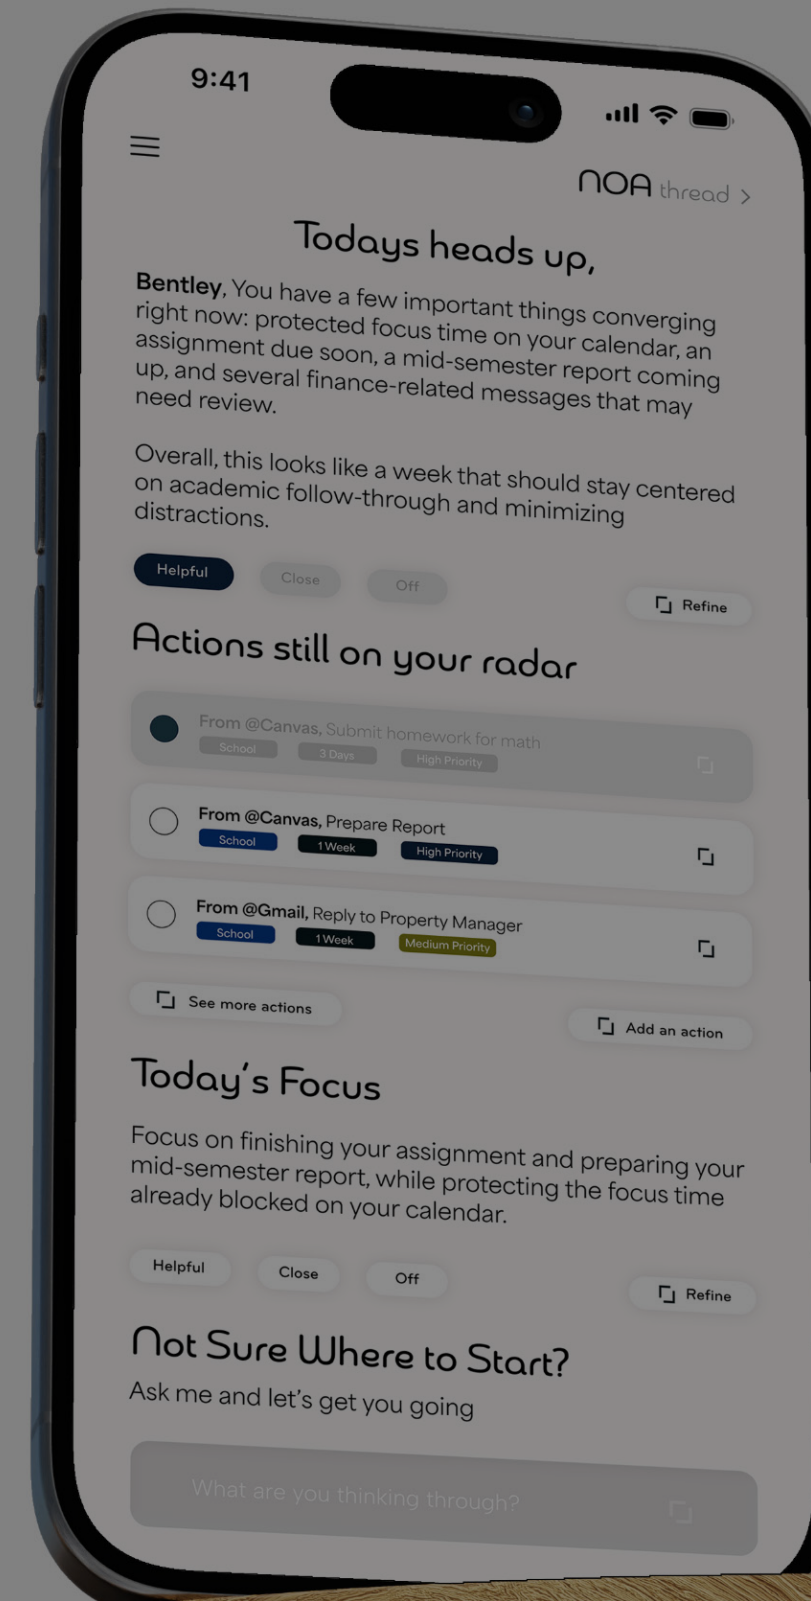 9:41
NOA thread >
Todays heads up,
Bentley, You have a few important things converging
right now: protected focus time on your calendar, an
assignment due soon, a mid-semester report coming
up, and several finance-related messages that may
need review.
Overall, this looks like a week that should stay centered
on academic follow-through and minimizing
distractions.
Helpful Close Off Refine
Actions still on your radar
From @Canvas, Submit homework for math
School 3 Days High Priority
From @Canvas, Prepare Report
School 1 Week High Priority
From @Gmail, Reply to Property Manager
School 1 Week Medium Priority
See more actions Add an action
Today's Focus
Focus on finishing your assignment and preparing your
mid-semester report, while protecting the focus time
already blocked on your calendar.
Helpful Close Off Refine
Not Sure Where to Start?
Ask me and let's get you going
What are you thinking through?